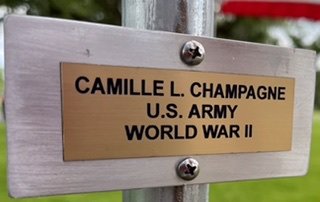 CAMILLE L. CHAMPAGNE
U.S. ARMY
WORLD WAR II